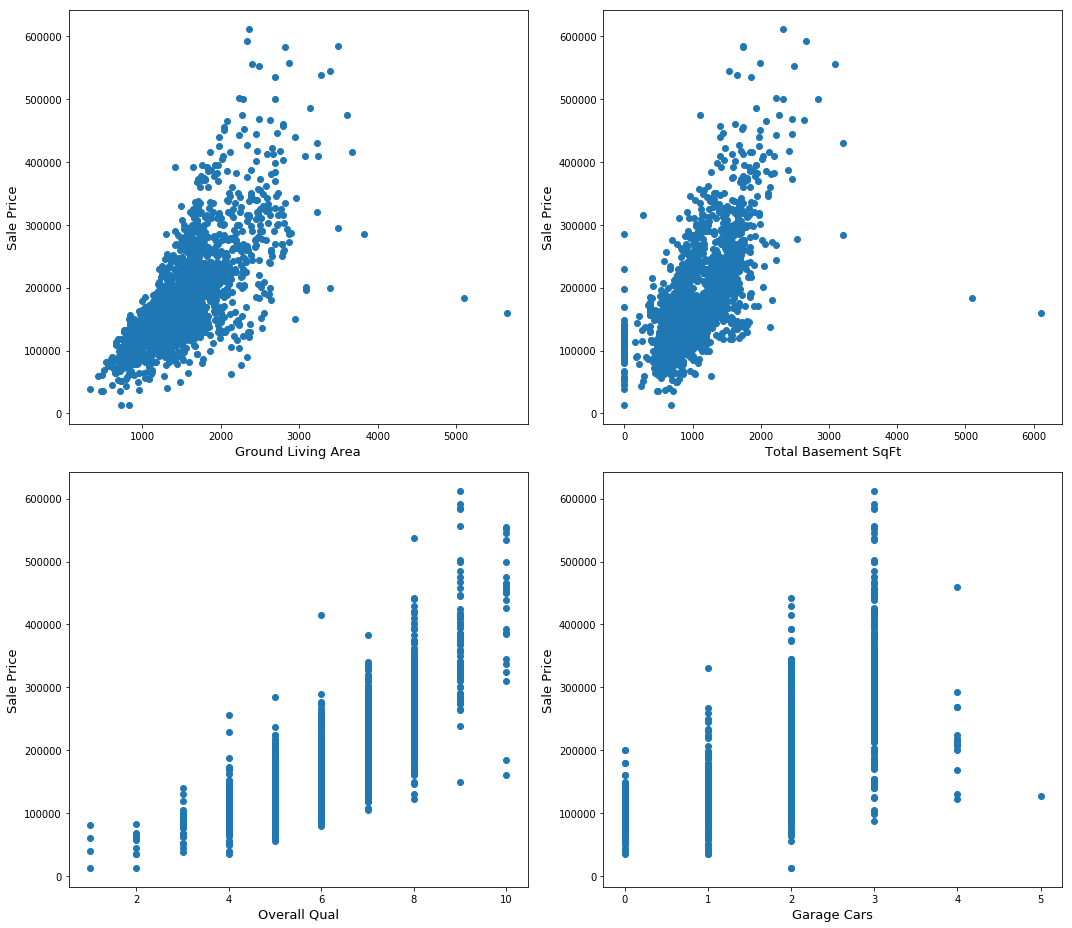 600000
500000
400000
300000
200000
100000
0
Sale Price
1000 2000 3000 4000 5000
Ground Living Area
600000
500000
400000
300000
200000
100000
0
Sale Price
0 1000 2000 3000 4000 5000 6000
Total Basement SqFt
600000
500000
400000
300000
200000
100000
0
Sale Price
2 4 6 8 10
Overall Qual
600000
500000
400000
300000
200000
100000
0
Sale Price
0 1 2 3 4 5
Garage Cars